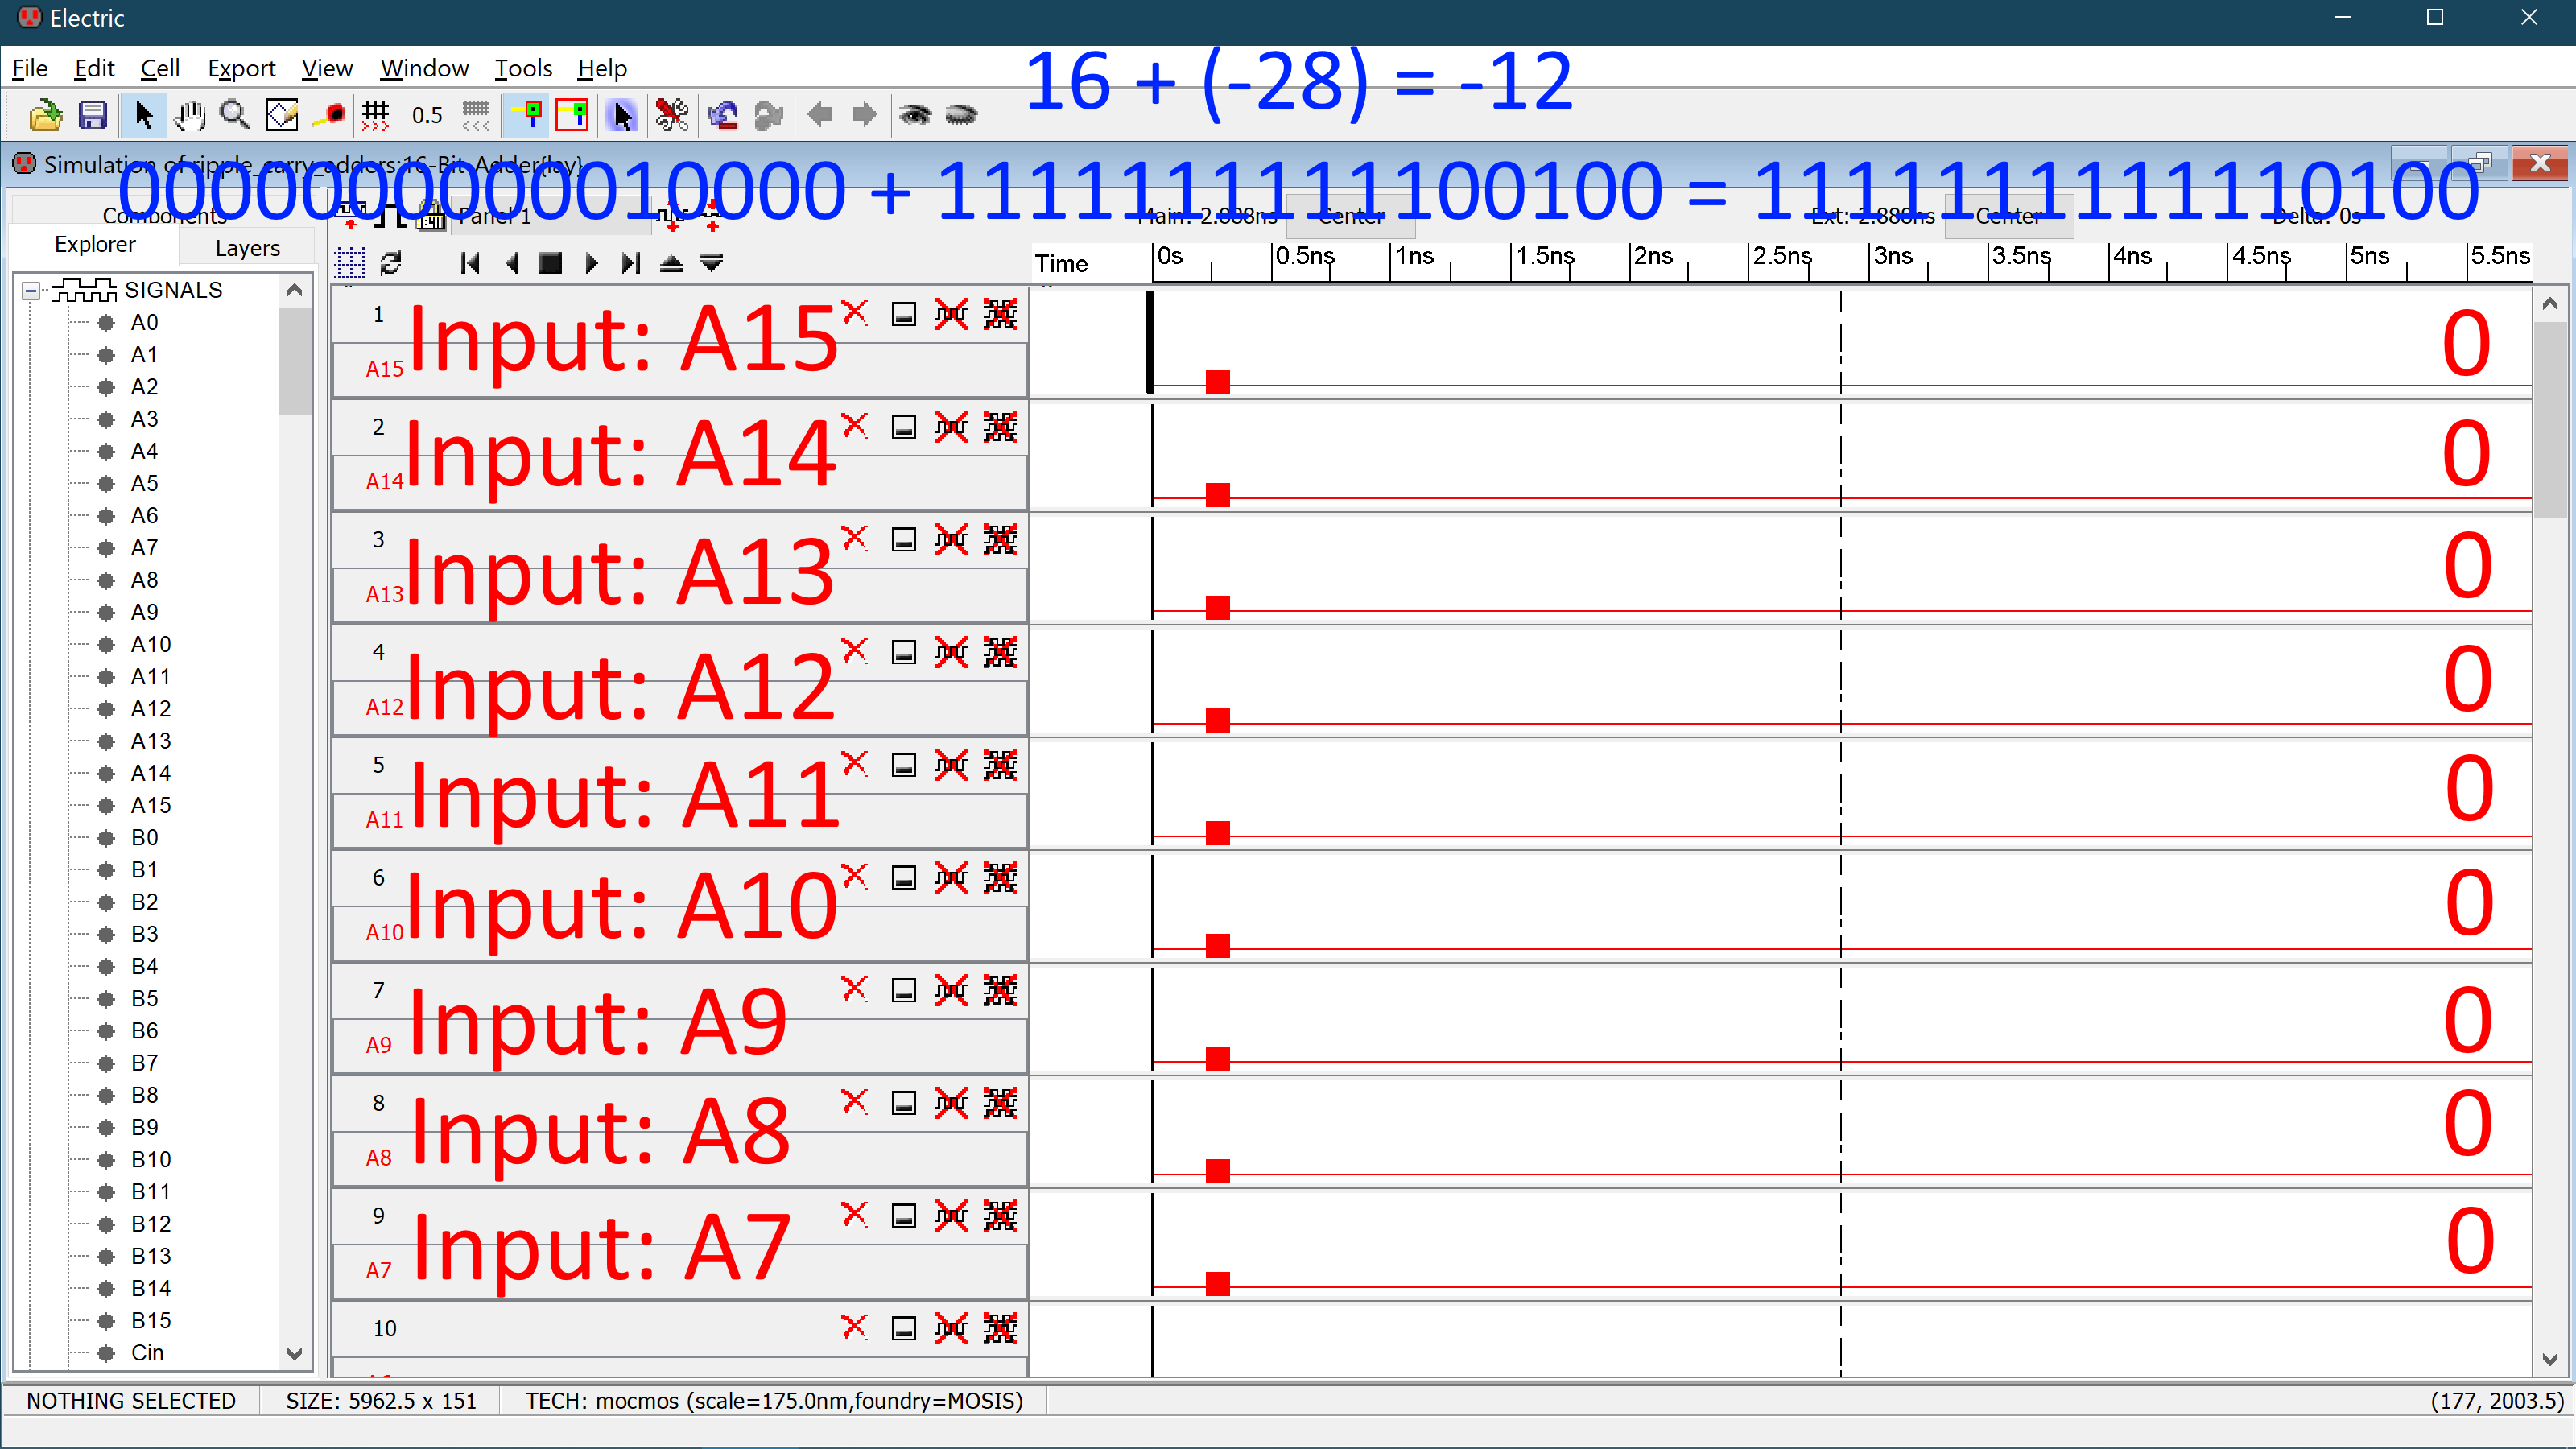 Electric
File Edit Cell Export View Window Tools Help
16 + (-28) = -12
0.5
Simulation of ripple_carry_adders:16-Bit-Adder{lay}
0000000000010000 + 1111111111100100 = 1111111111110100
Components
Panel 1
Main: 2.888ns Center Ext: 2.888ns Center Delta: 0s
Explorer Layers
Time 0s 0.5ns 1ns 1.5ns 2ns 2.5ns 3ns 3.5ns 4ns 4.5ns 5ns 5.5ns
SIGNALS
A0
A1
A2
A3
A4
A5
A6
A7
A8
A9
A10
A11
A12
A13
A14
A15
B0
B1
B2
B3
B4
B5
B6
B7
B8
B9
B10
B11
B12
B13
B14
B15
Cin
1 Input: A15 0
A15
2 Input: A14 0
A14
3 Input: A13 0
A13
4 Input: A12 0
A12
5 Input: A11 0
A11
6 Input: A10 0
A10
7 Input: A9 0
A9
8 Input: A8 0
A8
9 Input: A7 0
A7
10
NOTHING SELECTED SIZE: 5962.5 x 151 TECH: mocmos (scale=175.0nm,foundry=MOSIS) (177, 2003.5)